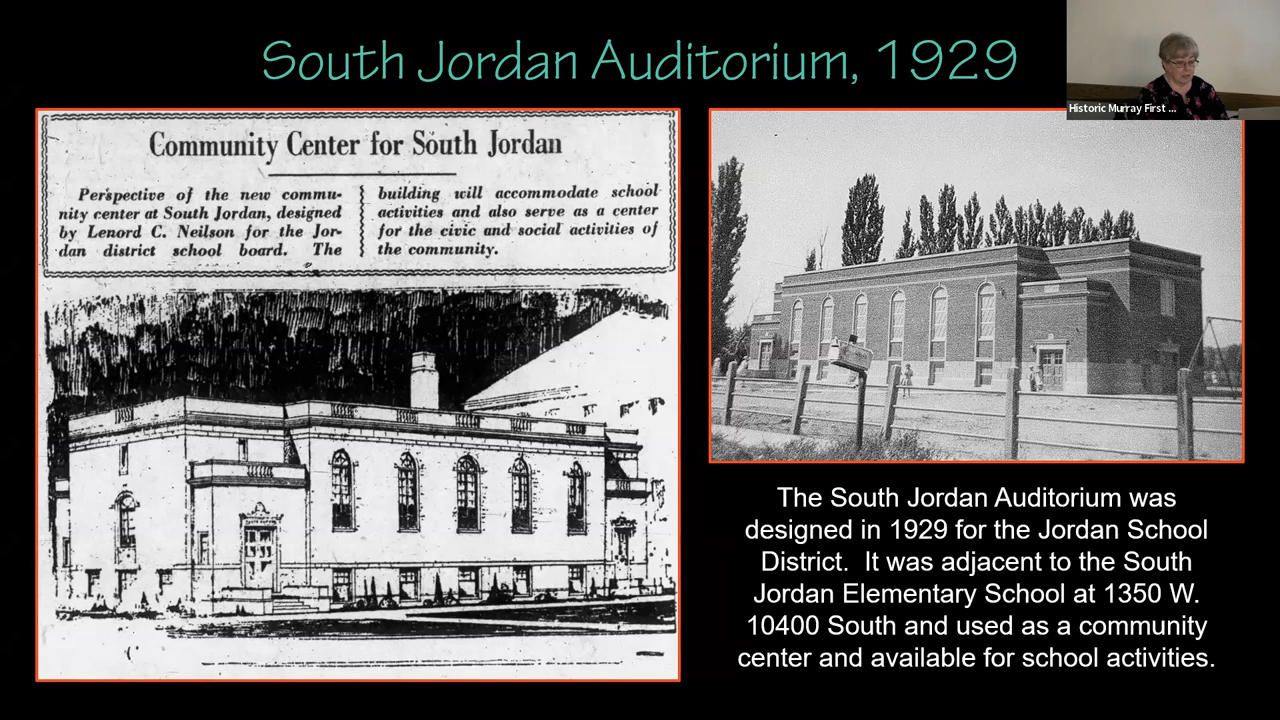 South Jordan Auditorium, 1929
Historic Murray First ...
Community Center for South Jordan
Perspective of the new commu-
nity center at South Jordan, designed
by Lenord C. Neilson for the Jor-
dan district school board. The
building will accommodate school
activities and also serve as a center
for the civic and social activities of
the community.
The South Jordan Auditorium was
designed in 1929 for the Jordan School
District. It was adjacent to the South
Jordan Elementary School at 1350 W.
10400 South and used as a community
center and available for school activities.